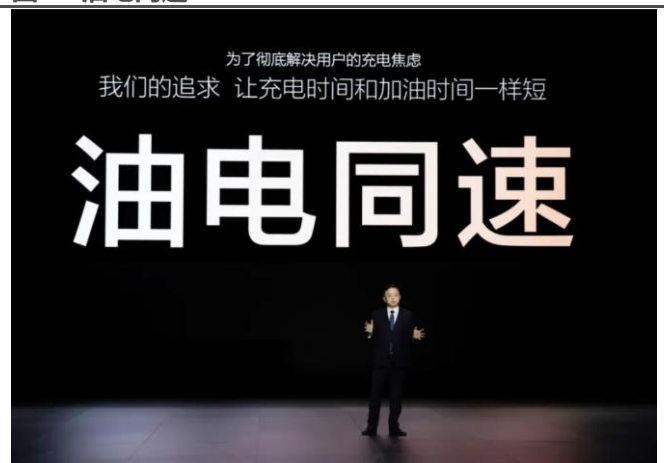 为了彻底解决用户的充电焦虑
我们的追求 让充电时间和加油时间一样短
油电同速